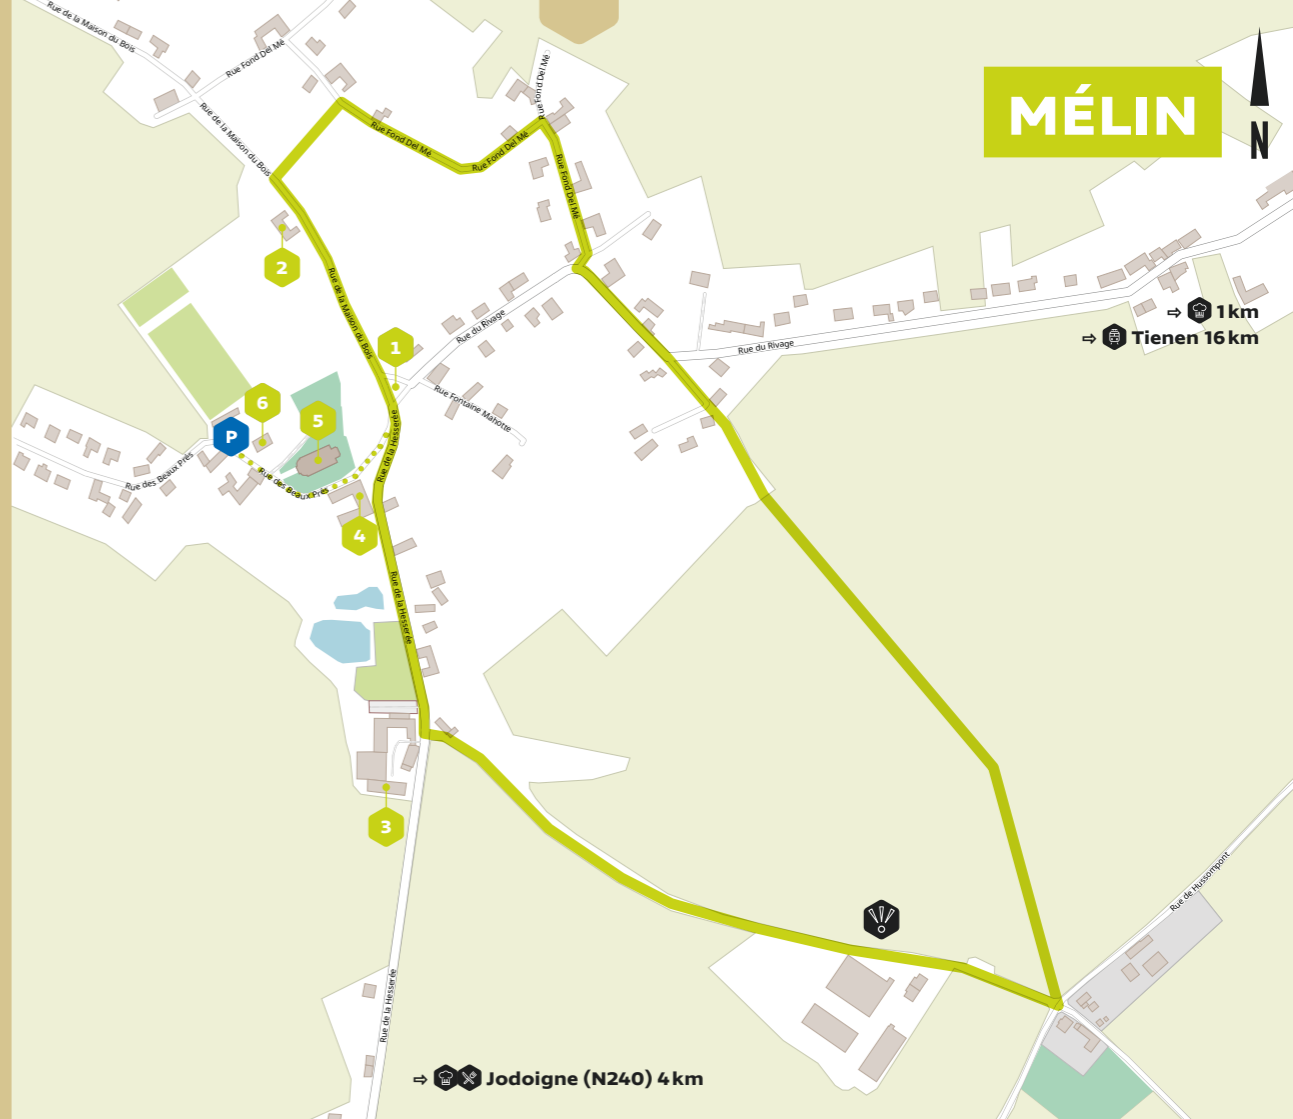 Rue de la Maison du Bois
Rue Fond Del Mé
Rue Fond Del Mé
MÉLIN
N
Rue de la Maison du Bois
Rue Fond Del Mé
Rue Fond Del Mé
Rue Fond Del Mé
2
Rue de la Maison du Bois
1 km
Tienen 16 km
Rue du Rivage
Rue du Rivage
1
Rue Fontaine Mahotte
6
5
P
Rue de la Hesserée
Rue des Beaux Prés
Rue des Beaux Prés
4
Rue de la Hesserée
3
Rue de Hussompont
Rue de la Hesserée
Jodoigne (N240) 4 km